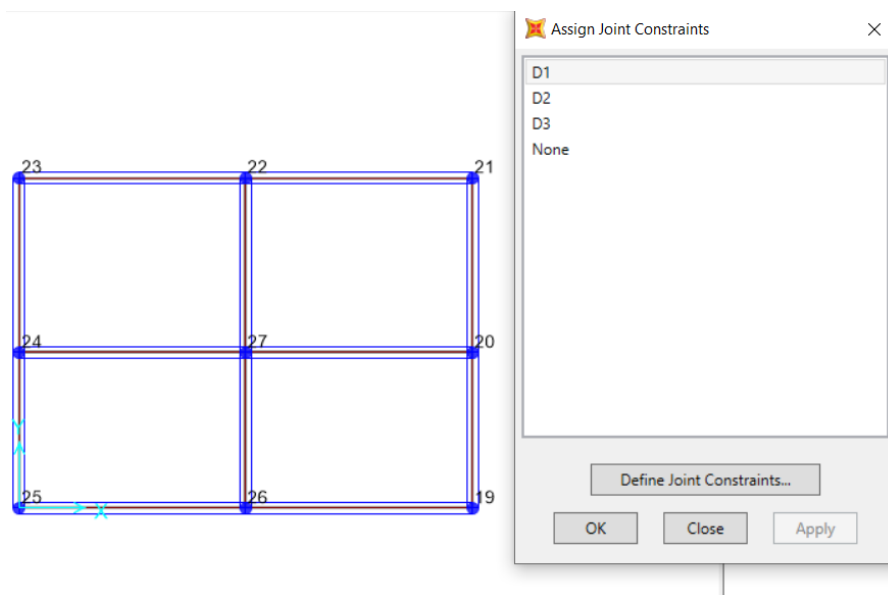 Assign Joint Constraints
D1
D2
D3
None
Define Joint Constraints...
OK Close Apply
23 22 21
24 27 20
Y
25 26 19
X